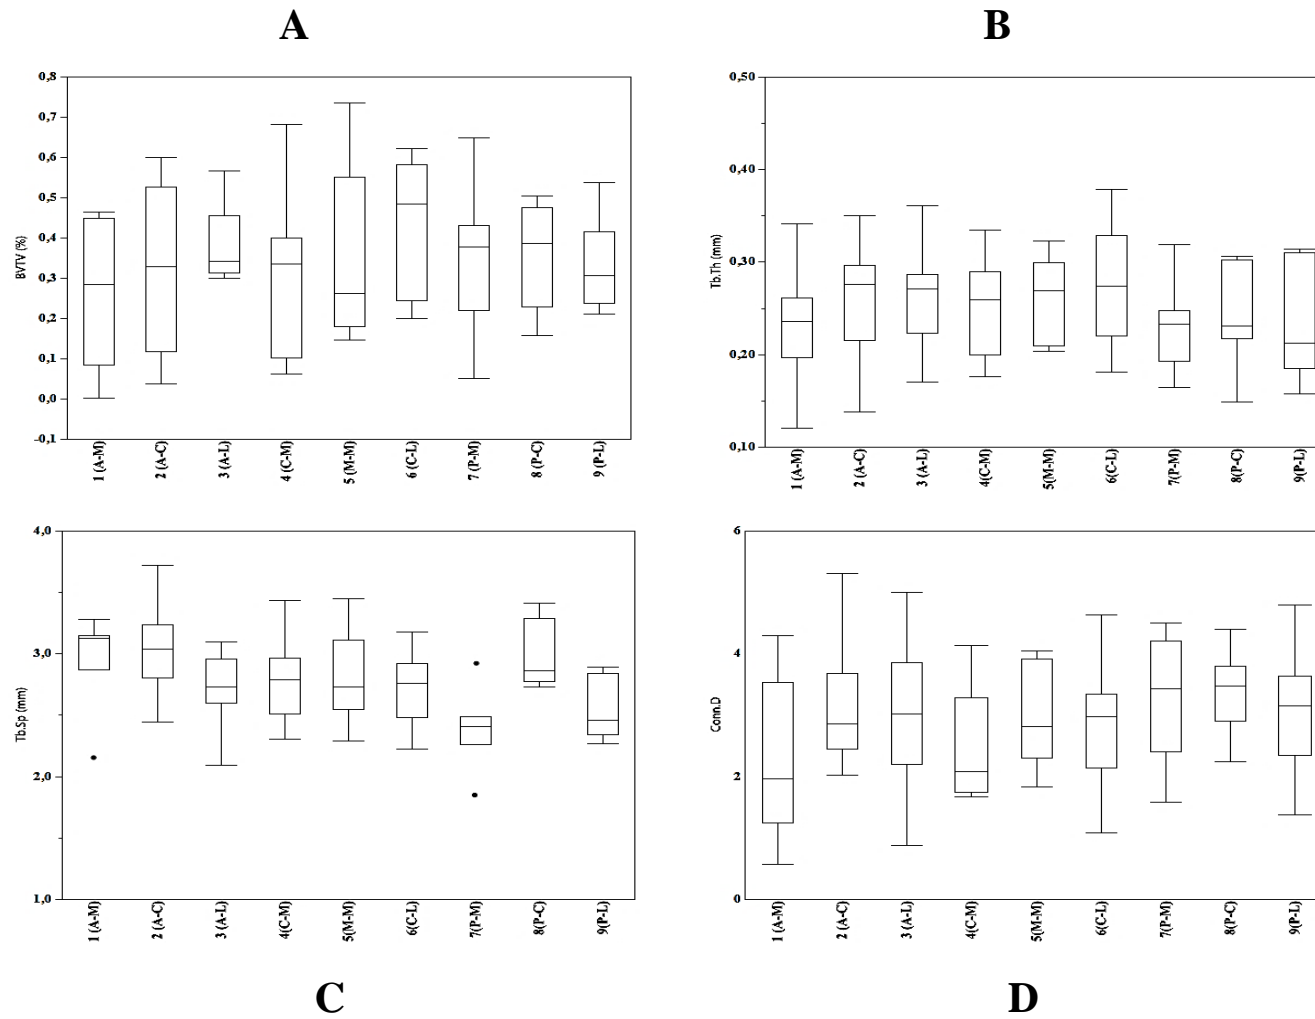 A
B
0,8
0,7
0,6
0,5
0,4
0,3
0,2
0,1
0,0
-0,1
BVTV (%)
1 (A-M)
2 (A-C)
3 (A-L)
4 (C-M)
5 (M-M)
6 (C-L)
7 (P-M)
8 (P-C)
9 (P-L)
0,50
0,40
0,30
0,20
0,10
Tb.Th (mm)
1 (A-M)
2 (A-C)
3 (A-L)
4(C-M)
5(M-M)
6(C-L)
7(P-M)
8(P-C)
9(P-L)
4,0
3,0
2,0
1,0
Tb.Sp (mm)
1 (A-M)
2 (A-C)
3 (A-L)
4(C-M)
5(M-M)
6(C-L)
7(P-M)
8(P-C)
9(P-L)
6
4
2
0
Conn.D
1 (A-M)
2 (A-C)
3 (A-L)
4(C-M)
5(M-M)
6(C-L)
7(P-M)
8(P-C)
9(P-L)
C
D